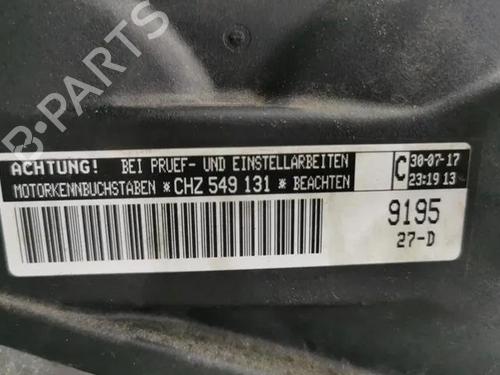 B-PARTS
ACHTUNG! BEI PRUEF- UND EINSTELLARBEITEN
MOTORKENNBUCHSTABEN *CHZ 549 131* BEACHTEN
C
30-07-17
23:19 13
9195
27-D